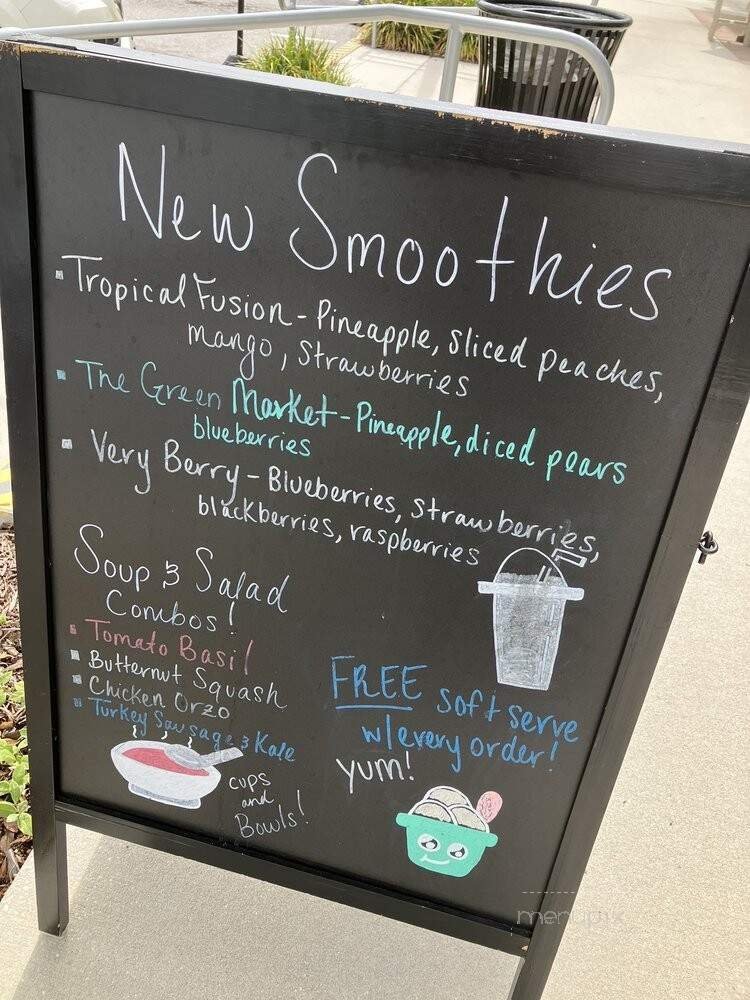 New Smoothies
▪ Tropical Fusion - Pineapple, sliced peaches,
mango, Strawberries
▪ The Green Market - Pineapple, diced pears
blueberries
▪ Very Berry - Blueberries, strawberries,
blackberries, raspberries
Soup & Salad
Combos!
▪ Tomato Basil
▪ Butternut Squash
▪ Chicken Orzo
▪ Turkey Sausage & Kale
cups
and
Bowls!
FREE soft serve
w/every order!
yum!
menupix